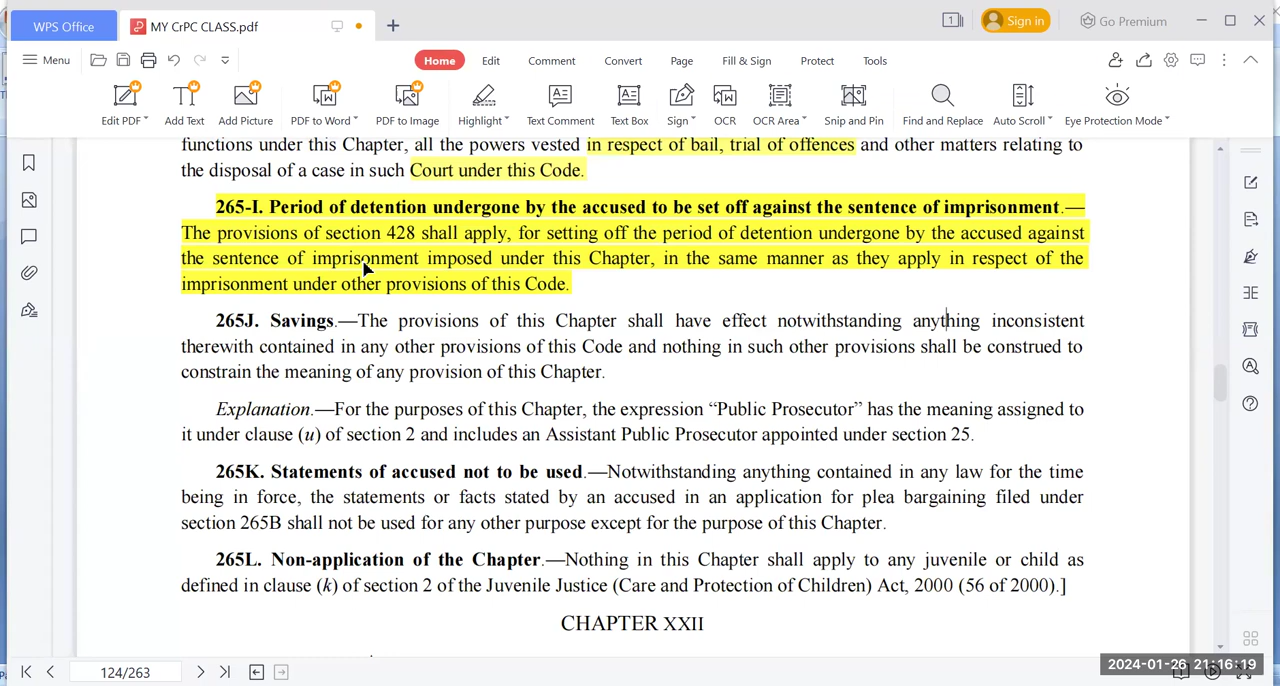 WPS Office
MY CrPC CLASS.pdf
1
Sign in
Go Premium
Menu
Home
Edit
Comment
Convert
Page
Fill & Sign
Protect
Tools
Edit PDF
Add Text
Add Picture
PDF to Word
PDF to Image
Highlight
Text Comment
Text Box
Sign
OCR
OCR Area
Snip and Pin
Find and Replace
Auto Scroll
Eye Protection Mode
functions under this Chapter, all the powers vested in respect of bail, trial of offences and other matters relating to
the disposal of a case in such Court under this Code.
265-I. Period of detention undergone by the accused to be set off against the sentence of imprisonment.—
The provisions of section 428 shall apply, for setting off the period of detention undergone by the accused against
the sentence of imprisonment imposed under this Chapter, in the same manner as they apply in respect of the
imprisonment under other provisions of this Code.
265J. Savings.—The provisions of this Chapter shall have effect notwithstanding anything inconsistent
therewith contained in any other provisions of this Code and nothing in such other provisions shall be construed to
constrain the meaning of any provision of this Chapter.
Explanation.—For the purposes of this Chapter, the expression “Public Prosecutor” has the meaning assigned to
it under clause (u) of section 2 and includes an Assistant Public Prosecutor appointed under section 25.
265K. Statements of accused not to be used.—Notwithstanding anything contained in any law for the time
being in force, the statements or facts stated by an accused in an application for plea bargaining filed under
section 265B shall not be used for any other purpose except for the purpose of this Chapter.
265L. Non-application of the Chapter.—Nothing in this Chapter shall apply to any juvenile or child as
defined in clause (k) of section 2 of the Juvenile Justice (Care and Protection of Children) Act, 2000 (56 of 2000).]
CHAPTER XXII
124/263
2024-01-26 21:16:19